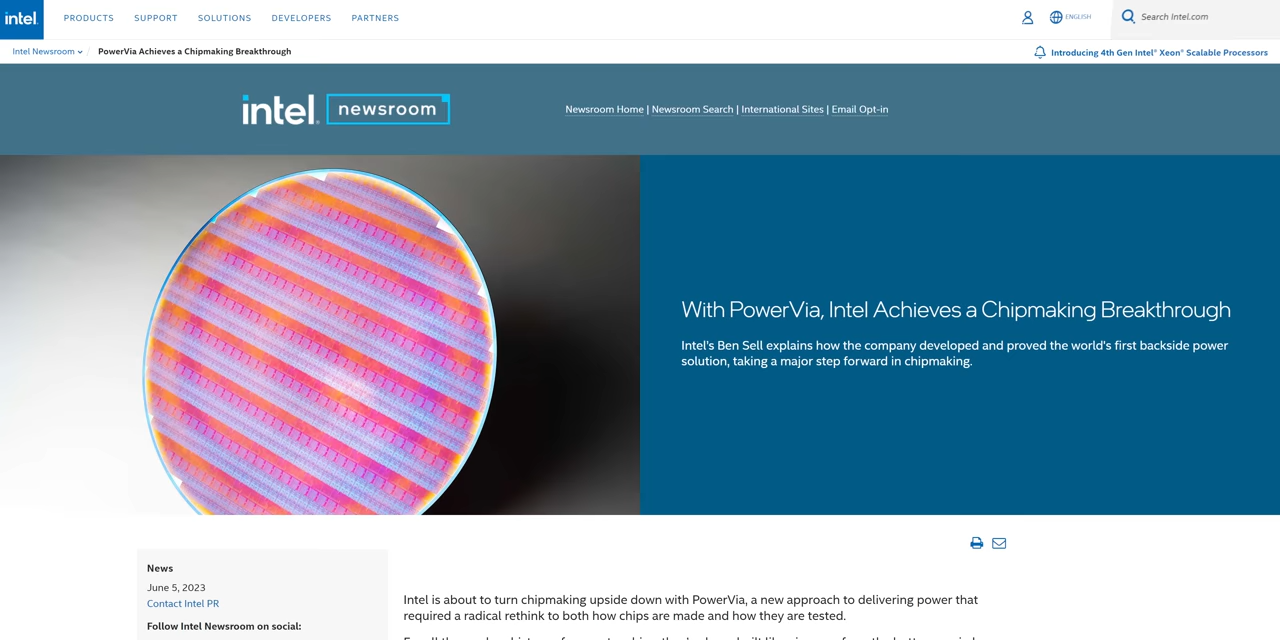 intel.
PRODUCTS
SUPPORT
SOLUTIONS
DEVELOPERS
PARTNERS
ENGLISH
Search Intel.com
Intel Newsroom / PowerVia Achieves a Chipmaking Breakthrough
Introducing 4th Gen Intel® Xeon® Scalable Processors
intel. newsroom
Newsroom Home | Newsroom Search | International Sites | Email Opt-in
With PowerVia, Intel Achieves a Chipmaking Breakthrough
Intel's Ben Sell explains how the company developed and proved the world's first backside power
solution, taking a major step forward in chipmaking.
News
June 5, 2023
Contact Intel PR
Follow Intel Newsroom on social:
Intel is about to turn chipmaking upside down with PowerVia, a new approach to delivering power that
required a radical rethink to both how chips are made and how they are tested.